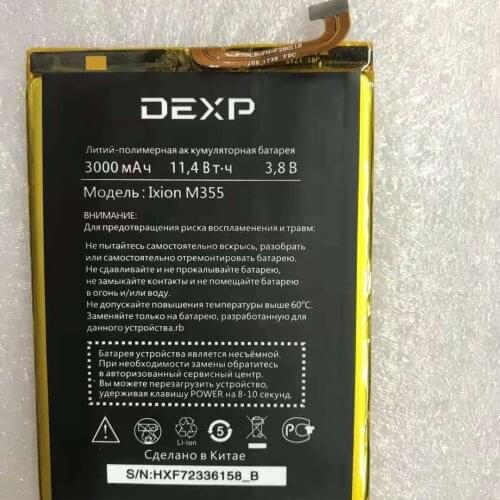 DEXP
Литий-полимерная ак кумуляторная батарея
3000 мАч 11,4 Вт·ч 3,8 В
Модель: Ixion M355
ВНИМАНИЕ:
Для предотвращения риска воспламенения и травм:
Не пытайтесь самостоятельно вскрысь, разобрать
или самостоятельно отремонтировать батарею.
Не сдавливайте и не прокалывайте батарею,
не замыкайте контакты и не помещайте батарею
в огонь и/или воду.
Не допускайте повышения температуры выше 60°C.
Заменяйте только на батарею, разработанную для
данного устройства.rb
Батарея устройства является несъёмной.
При необходимости замены обратитесь
в авторизованный сервисный центр.
Вы можете перезагрузить устройство,
удерживая клавишу POWER на 8-10 секунд.
Li-ion
5
Сделано в Китае
S/N:HXF72336158_B